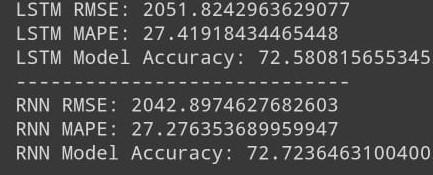 LSTM RMSE: 2051.8242963629077
LSTM MAPE: 27.41918434465448
LSTM Model Accuracy: 72.580815655345
------------------------------
RNN RMSE: 2042.8974627682603
RNN MAPE: 27.276353689959947
RNN Model Accuracy: 72.7236463100400